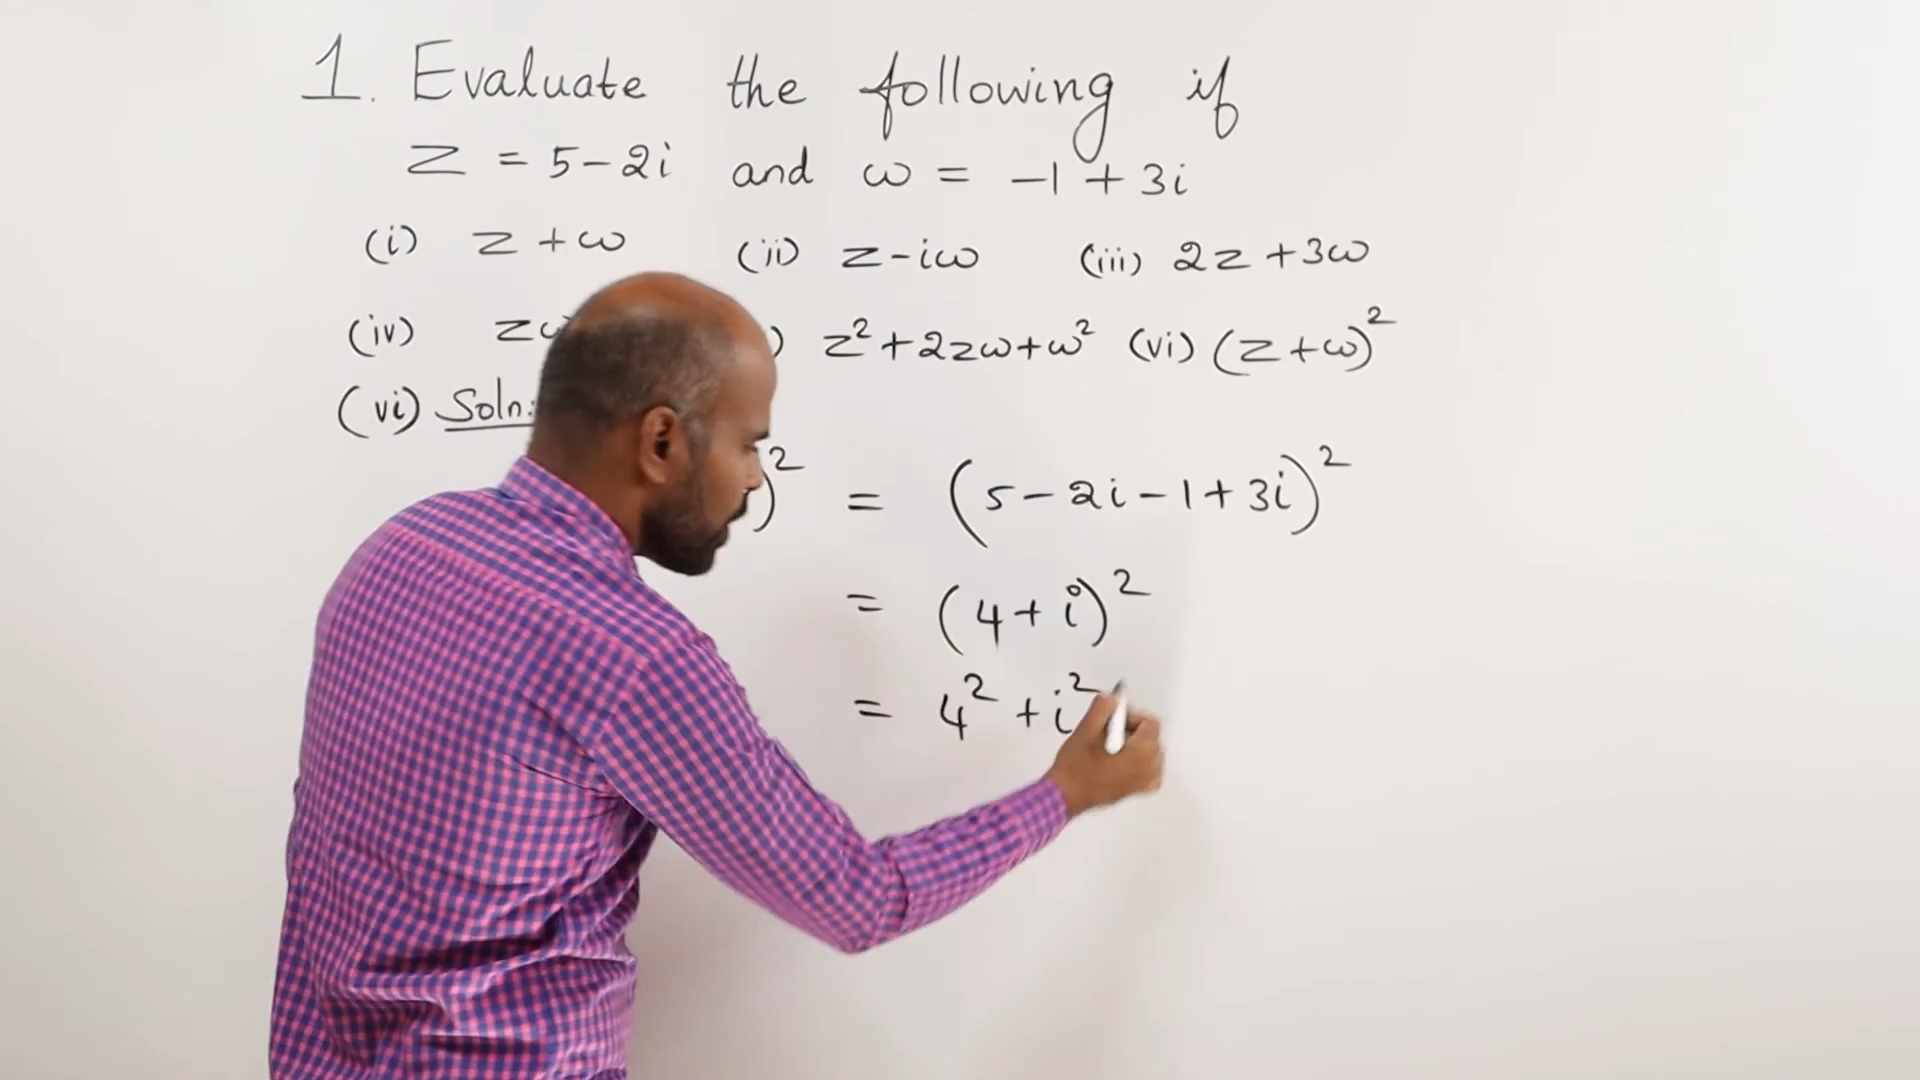 1. Evaluate the following if
z = 5-2i and ω = -1+3i
(i) z+ω (ii) z-iω (iii) 2z+3ω
(iv) zω ) z²+2zω+ω² (vi) (z+ω)²
(vi) Soln:
)² = (5-2i-1+3i)²
= (4+i)²
= 4²+i²